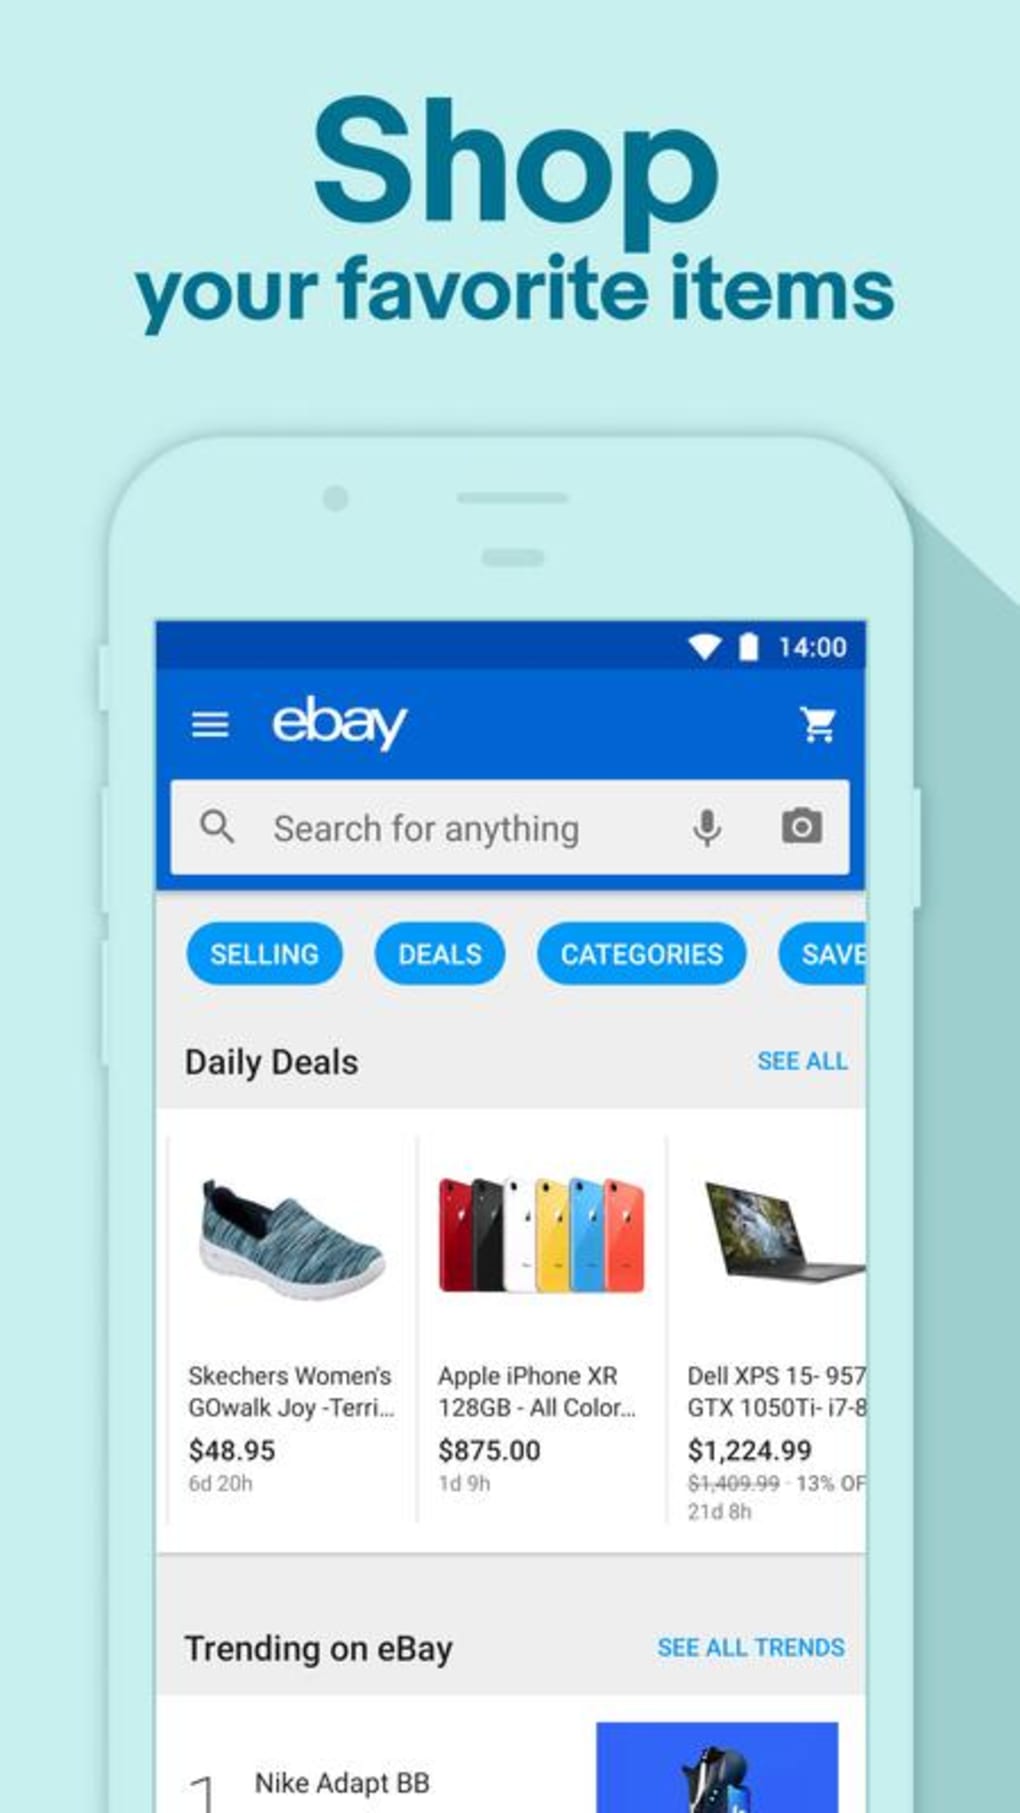 Shop
your favorite items
14:00
ebay
Search for anything
SELLING DEALS CATEGORIES SAVE
Daily Deals SEE ALL
Skechers Women's
GOwalk Joy -Terri...
$48.95
6d 20h
Apple iPhone XR
128GB - All Color...
$875.00
1d 9h
Dell XPS 15- 957
GTX 1050Ti- i7-8
$1,224.99
$1,409.99 - 13% OF
21d 8h
Trending on eBay SEE ALL TRENDS
1 Nike Adapt BB